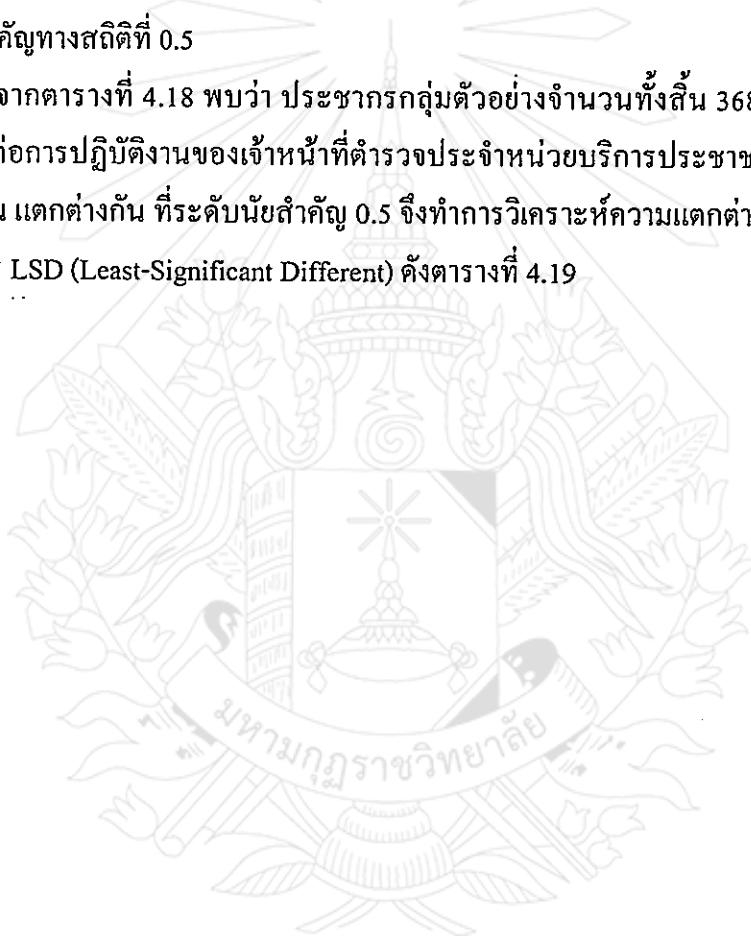 คัญทางสถิติที่ 0.5
จากตารางที่ 4.18 พบว่า ประชากรกลุ่มตัวอย่างจำนวนทั้งสิ้น 368
ต่อการปฏิบัติงานของเจ้าหน้าที่ตำรวจประจำหน่วยบริการประชาช
น แตกต่างกัน ที่ระดับนัยสำคัญ 0.5 จึงทำการวิเคราะห์ความแตกต่า
LSD (Least-Significant Different) ดังตารางที่ 4.19
มหามกุฏราชวิทยาลัย